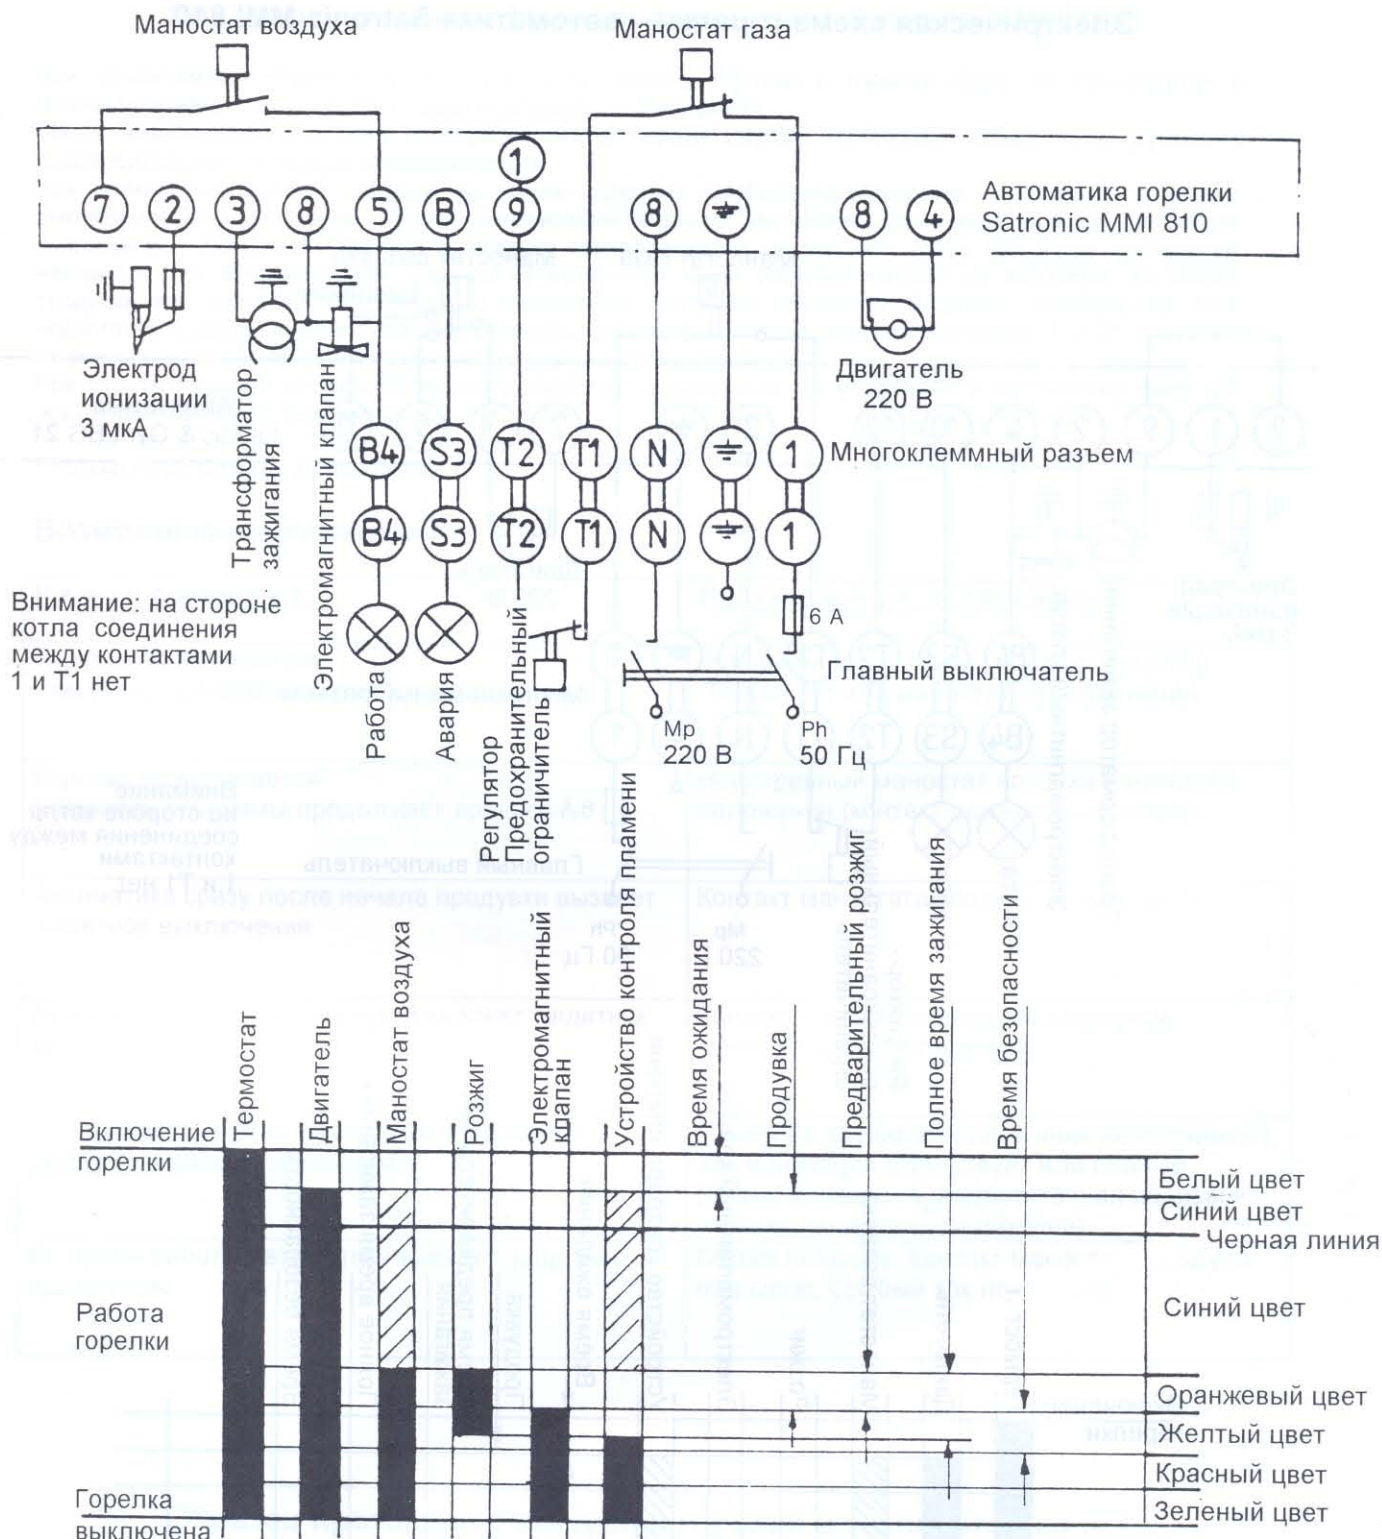 Маностат воздуха
Маностат газа
1
7
2
3
8
5
B
9
8
8
4
Автоматика горелки
Satronic MMI 810
Электрод
ионизации
3 мкА
Трансформатор
зажигания
Электромагнитный клапан
Двигатель
220 В
B4
S3
T2
T1
N
1
Многоклеммный разъем
B4
S3
T2
T1
N
1
Внимание: на стороне
котла соединения
между контактами
1 и Т1 нет
6 А
Главный выключатель
Работа
Авария
Регулятор
Предохранительный
ограничитель
Mp
220 В
Ph
50 Гц
Термостат
Двигатель
Маностат воздуха
Розжиг
Электромагнитный
клапан
Устройство контроля пламени
Время ожидания
Продувка
Предварительный розжиг
Полное время зажигания
Время безопасности
Включение
горелки
Белый цвет
Синий цвет
Черная линия
Работа
горелки
Синий цвет
Оранжевый цвет
Желтый цвет
Красный цвет
Зеленый цвет
Горелка
выключена